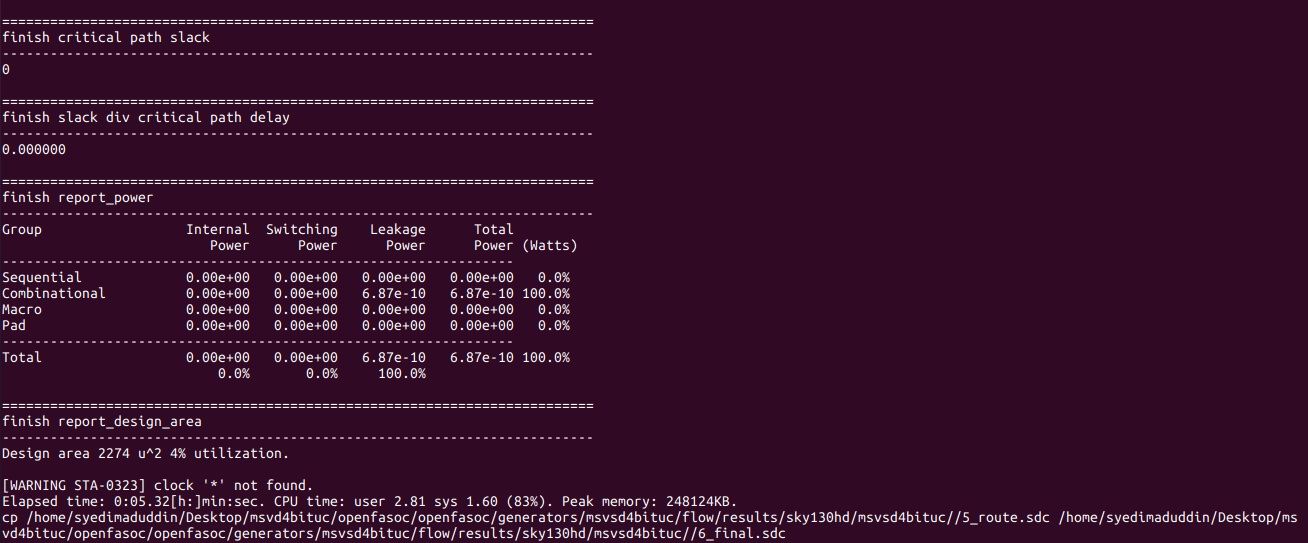 ==========================================================================
finish critical path slack
--------------------------------------------------------------------------
0

==========================================================================
finish slack div critical path delay
--------------------------------------------------------------------------
0.000000

==========================================================================
finish report_power
--------------------------------------------------------------------------
Group                  Internal  Switching    Leakage      Total
                          Power      Power      Power      Power (Watts)
----------------------------------------------------------------
Sequential             0.00e+00   0.00e+00   0.00e+00   0.00e+00   0.0%
Combinational          0.00e+00   0.00e+00   6.87e-10   6.87e-10 100.0%
Macro                  0.00e+00   0.00e+00   0.00e+00   0.00e+00   0.0%
Pad                    0.00e+00   0.00e+00   0.00e+00   0.00e+00   0.0%
----------------------------------------------------------------
Total                  0.00e+00   0.00e+00   6.87e-10   6.87e-10 100.0%
                           0.0%       0.0%     100.0%

==========================================================================
finish report_design_area
--------------------------------------------------------------------------
Design area 2274 u^2 4% utilization.

[WARNING STA-0323] clock '*' not found.
Elapsed time: 0:05.32[h:]min:sec. CPU time: user 2.81 sys 1.60 (83%). Peak memory: 248124KB.
cp /home/syedimaduddin/Desktop/msvd4bituc/openfasoc/openfasoc/generators/msvsd4bituc/flow/results/sky130hd/msvsd4bituc//5_route.sdc /home/syedimaduddin/Desktop/ms
vd4bituc/openfasoc/openfasoc/generators/msvsd4bituc/flow/results/sky130hd/msvsd4bituc//6_final.sdc